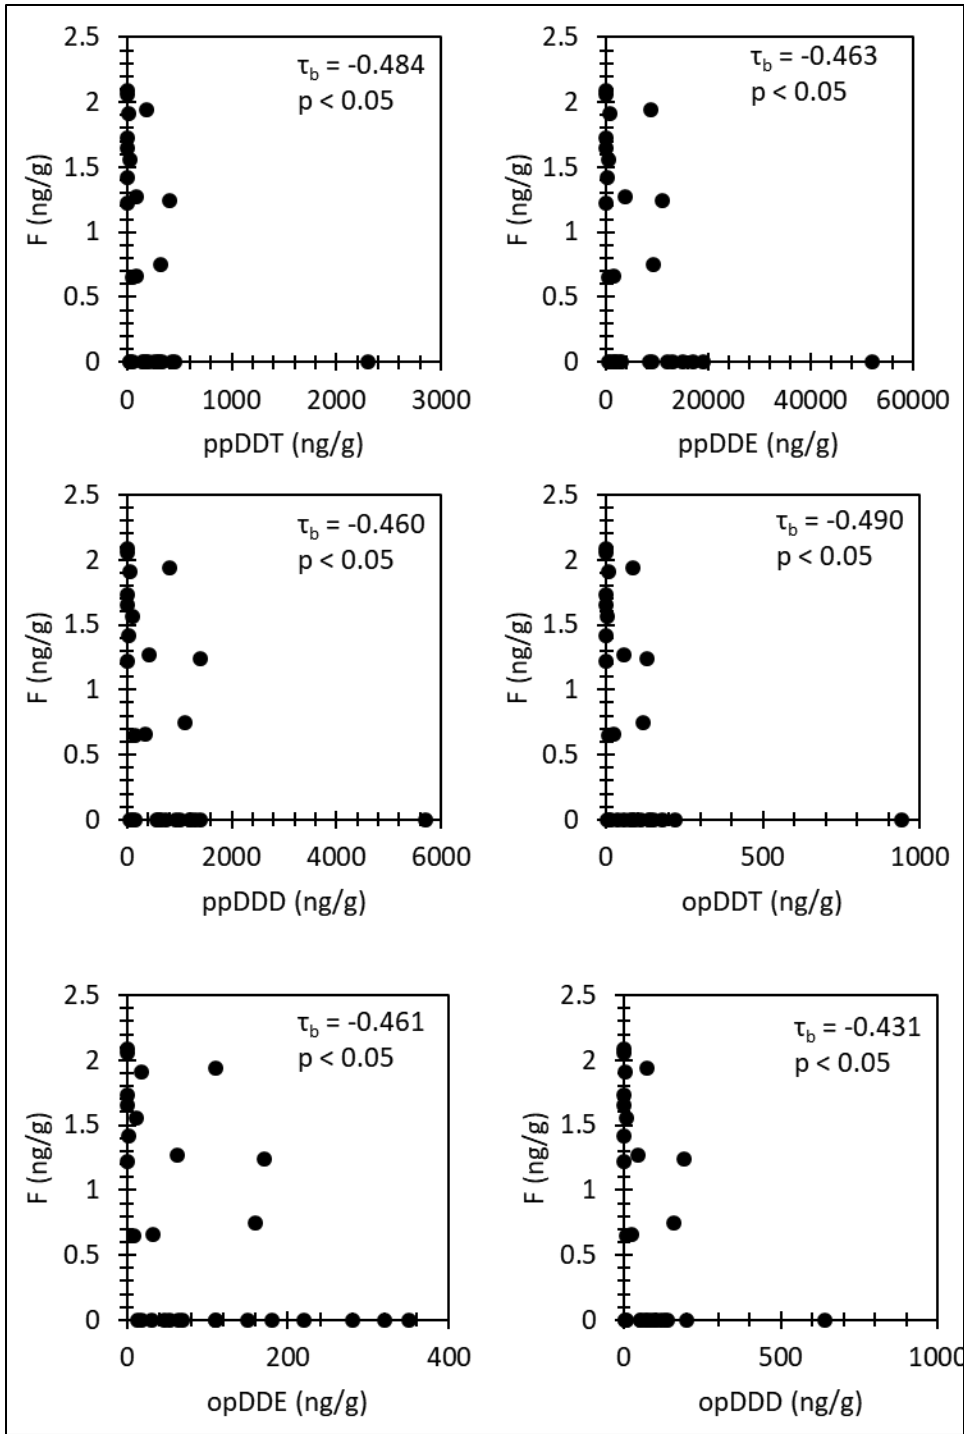 2.5
2
1.5
1
0.5
0
F (ng/g)
τb = -0.484
p < 0.05
0 1000 2000 3000
ppDDT (ng/g)
2.5
2
1.5
1
0.5
0
F (ng/g)
τb = -0.463
p < 0.05
0 20000 40000 60000
ppDDE (ng/g)
2.5
2
1.5
1
0.5
0
F (ng/g)
τb = -0.460
p < 0.05
0 2000 4000 6000
ppDDD (ng/g)
2.5
2
1.5
1
0.5
0
F (ng/g)
τb = -0.490
p < 0.05
0 500 1000
opDDT (ng/g)
2.5
2
1.5
1
0.5
0
F (ng/g)
τb = -0.461
p < 0.05
0 200 400
opDDE (ng/g)
2.5
2
1.5
1
0.5
0
F (ng/g)
τb = -0.431
p < 0.05
0 500 1000
opDDD (ng/g)